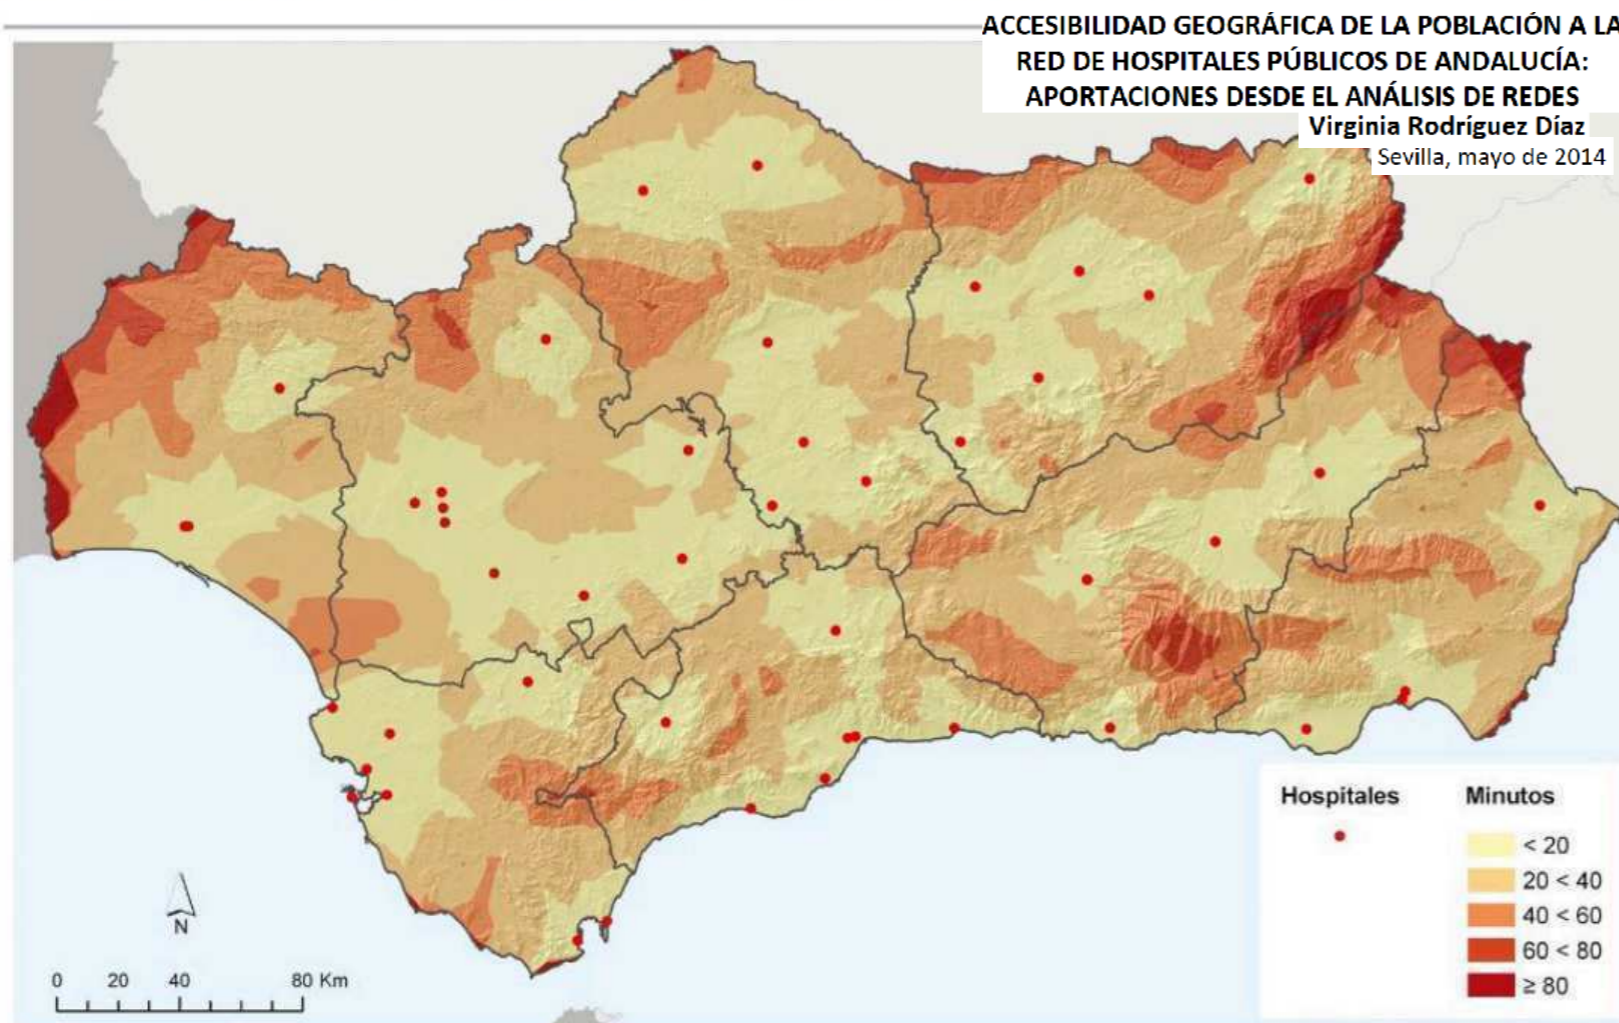 ACCESIBILIDAD GEOGRÁFICA DE LA POBLACIÓN A LA
RED DE HOSPITALES PÚBLICOS DE ANDALUCÍA:
APORTACIONES DESDE EL ANÁLISIS DE REDES
Virginia Rodríguez Díaz
Sevilla, mayo de 2014
Hospitales
Minutos
< 20
20 < 40
40 < 60
60 < 80
≥ 80
N
0 20 40 80 Km